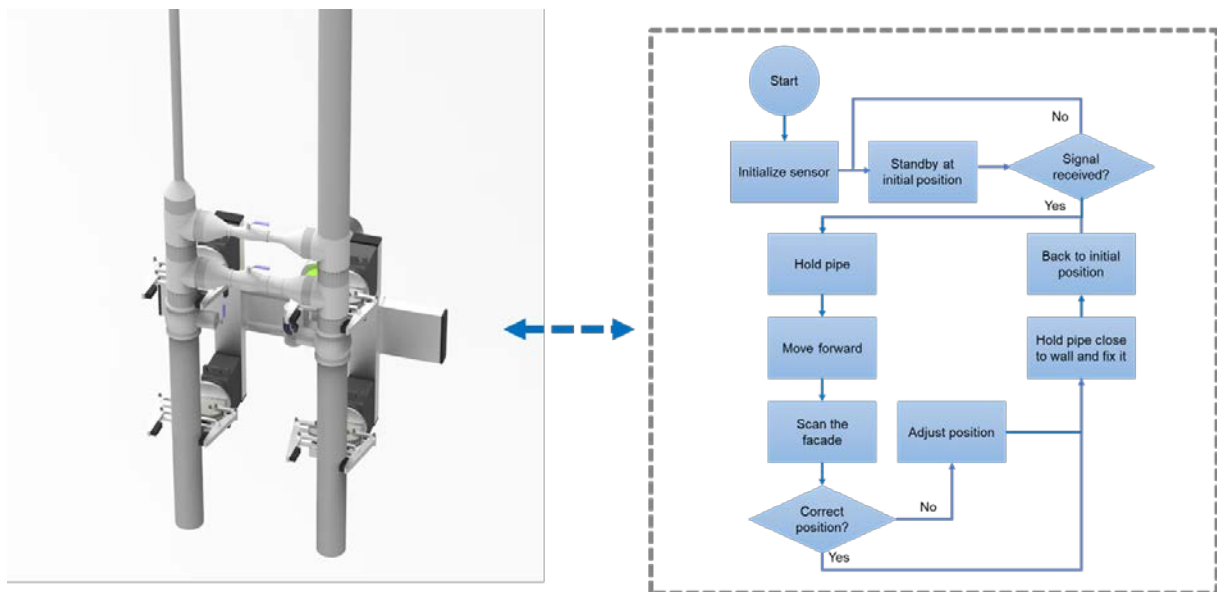 Start
No
Initialize sensor
Standby at
initial position
Signal
received?
Yes
Hold pipe
Back to initial
position
Move forward
Hold pipe close
to wall and fix it
Scan the
facade
Adjust position
Correct
position?
No
Yes